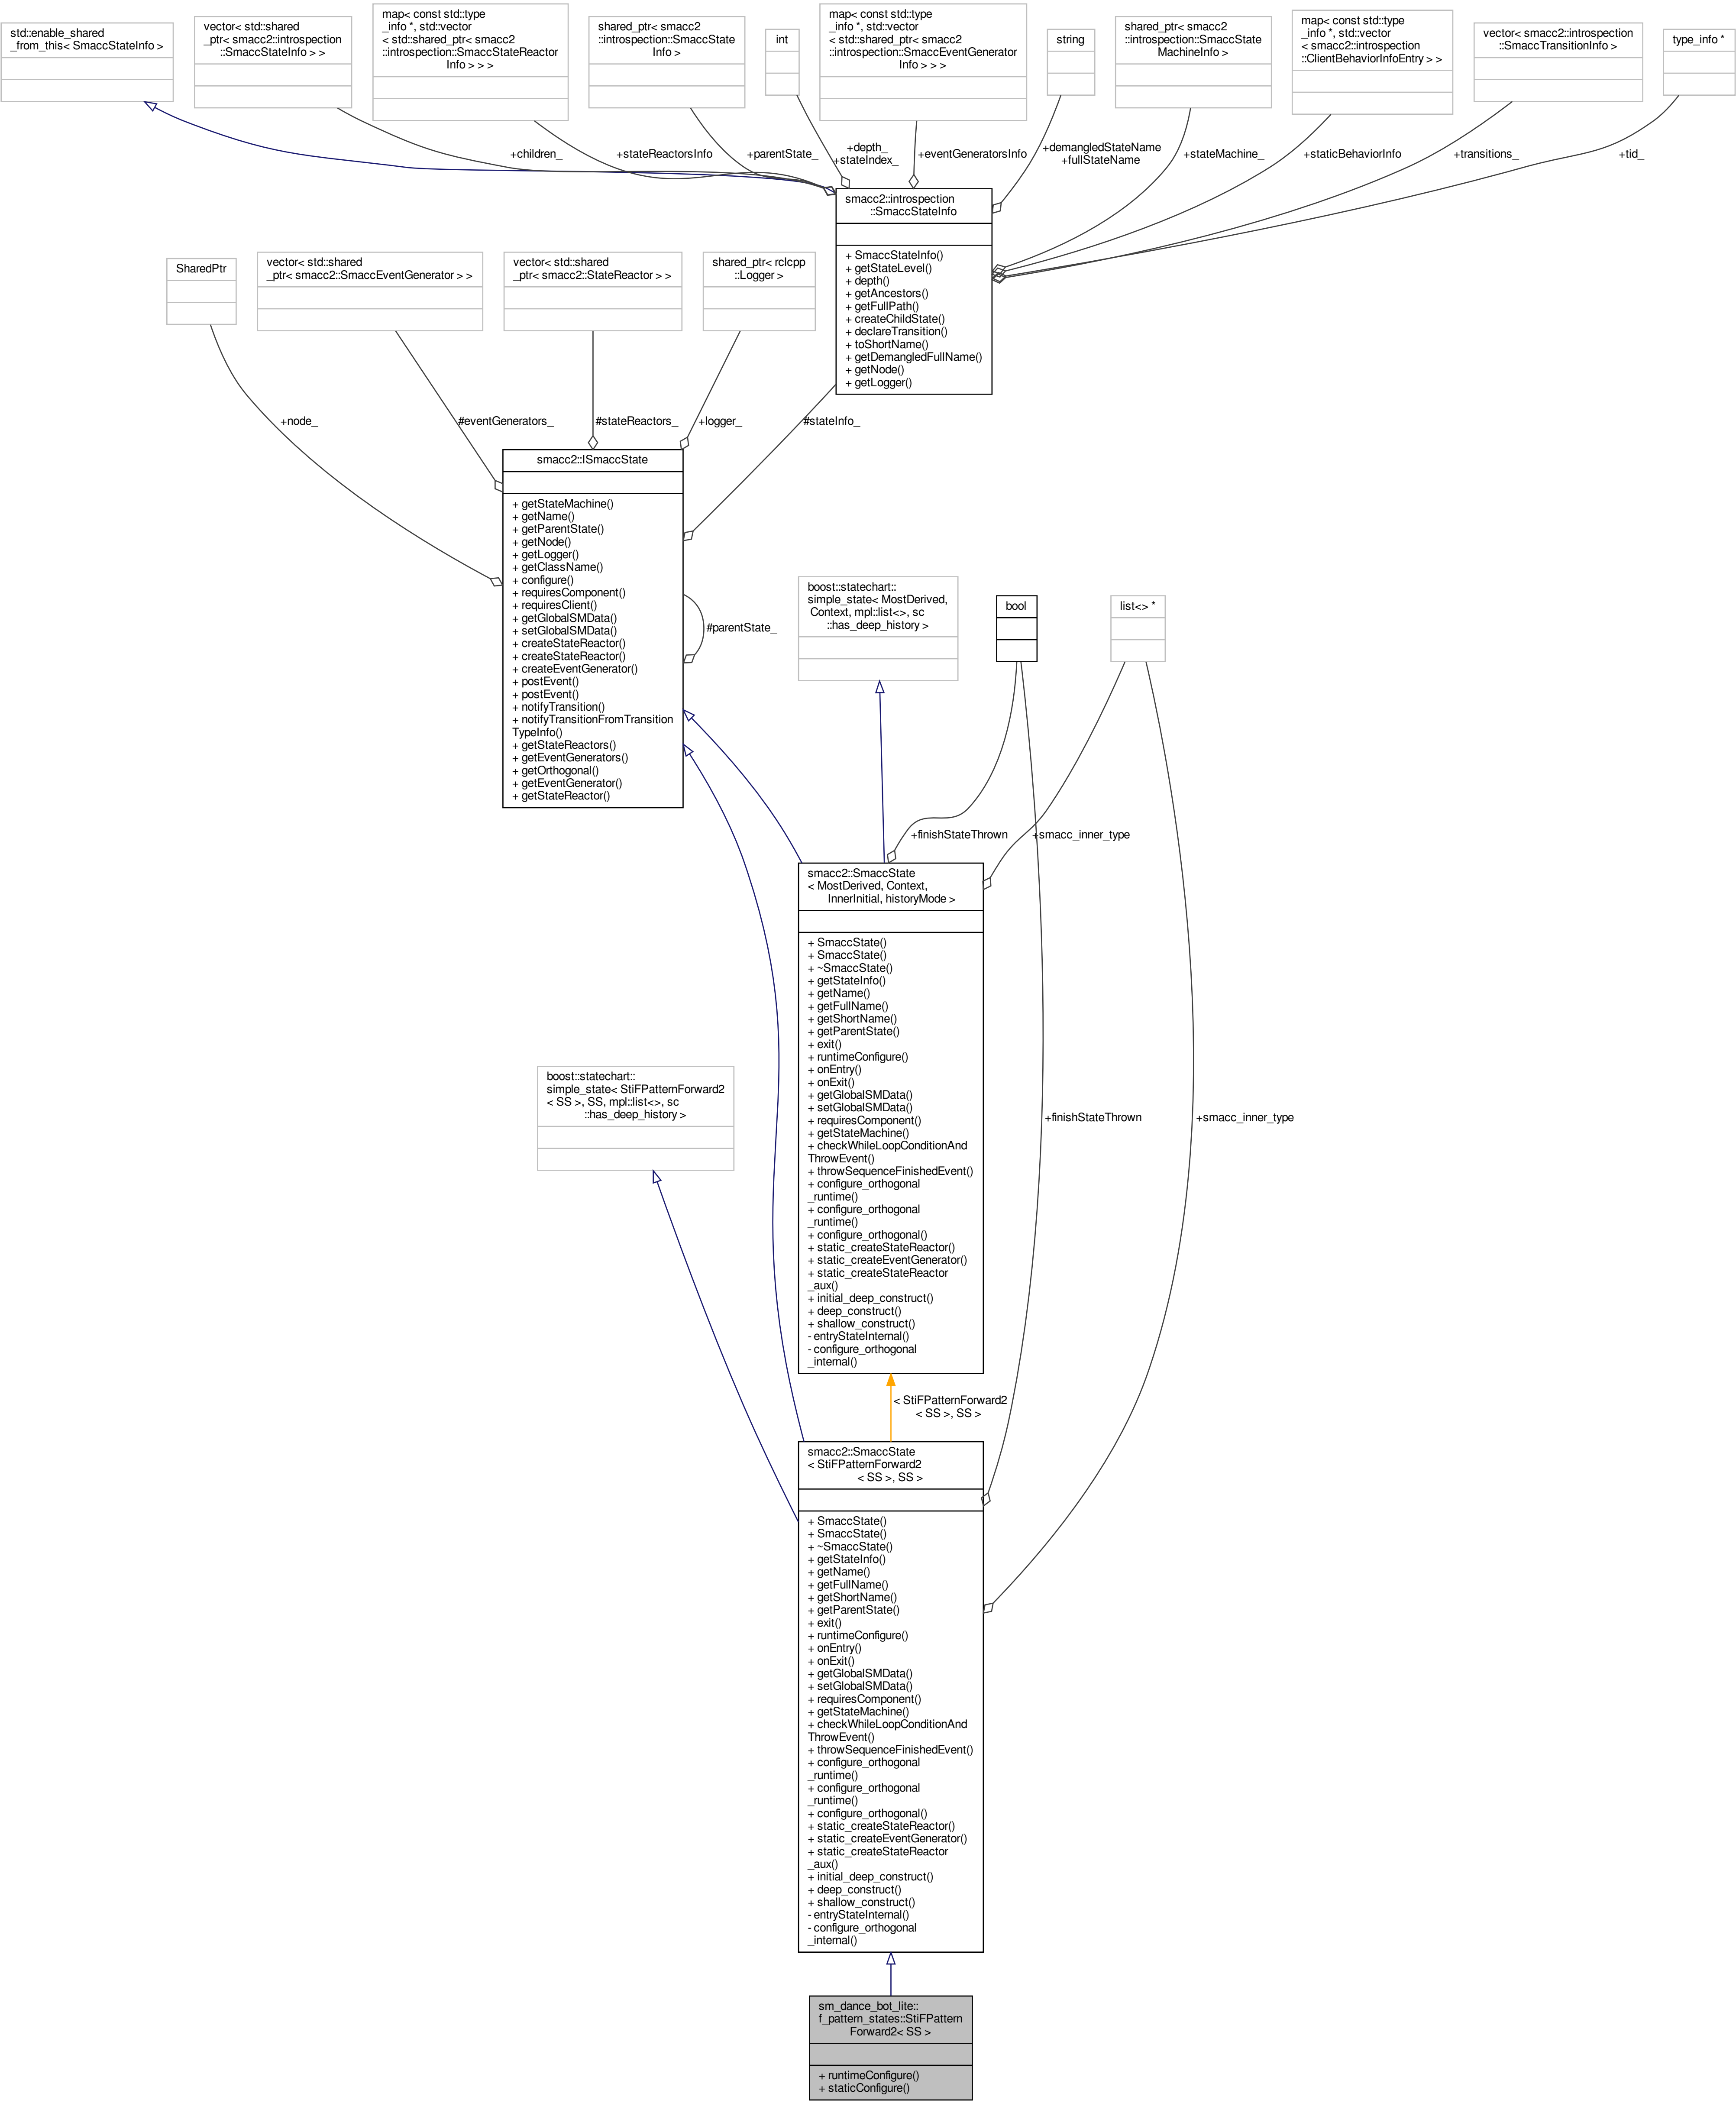 std::enable_shared
_from_this< SmaccStateInfo >
vector< std::shared
_ptr< smacc2::introspection
::SmaccStateInfo > >
map< const std::type
_info *, std::vector
< std::shared_ptr< smacc2
::introspection::SmaccStateReactor
Info > > >
shared_ptr< smacc2
::introspection::SmaccState
Info >
int
map< const std::type
_info *, std::vector
< std::shared_ptr< smacc2
::introspection::SmaccEventGenerator
Info > > >
string
shared_ptr< smacc2
::introspection::SmaccState
MachineInfo >
map< const std::type
_info *, std::vector
< smacc2::introspection
::ClientBehaviorInfoEntry > >
vector< smacc2::introspection
::SmaccTransitionInfo >
type_info *
+children_
+stateReactorsInfo
+parentState_
+depth_
+stateIndex_
+eventGeneratorsInfo
+demangledStateName
+fullStateName
+stateMachine_
+staticBehaviorInfo
+transitions_
+tid_
smacc2::introspection
::SmaccStateInfo
+ SmaccStateInfo()
+ getStateLevel()
+ depth()
+ getAncestors()
+ getFullPath()
+ createChildState()
+ declareTransition()
+ toShortName()
+ getDemangledFullName()
+ getNode()
+ getLogger()
SharedPtr
vector< std::shared
_ptr< smacc2::SmaccEventGenerator > >
vector< std::shared
_ptr< smacc2::StateReactor > >
shared_ptr< rclcpp
::Logger >
+node_
#eventGenerators_
#stateReactors_
+logger_
#stateInfo_
smacc2::ISmaccState
+ getStateMachine()
+ getName()
+ getParentState()
+ getNode()
+ getLogger()
+ getClassName()
+ configure()
+ requiresComponent()
+ requiresClient()
+ getGlobalSMData()
+ setGlobalSMData()
+ createStateReactor()
+ createStateReactor()
+ createEventGenerator()
+ postEvent()
+ postEvent()
+ notifyTransition()
+ notifyTransitionFromTransition
TypeInfo()
+ getStateReactors()
+ getEventGenerators()
+ getOrthogonal()
+ getEventGenerator()
+ getStateReactor()
#parentState_
boost::statechart::
simple_state< MostDerived,
Context, mpl::list<>, sc
::has_deep_history >
bool
list<> *
+finishStateThrown
+smacc_inner_type
smacc2::SmaccState
< MostDerived, Context,
InnerInitial, historyMode >
+ SmaccState()
+ SmaccState()
+ ~SmaccState()
+ getStateInfo()
+ getName()
+ getFullName()
+ getShortName()
+ getParentState()
+ exit()
+ runtimeConfigure()
+ onEntry()
+ onExit()
+ getGlobalSMData()
+ setGlobalSMData()
+ requiresComponent()
+ getStateMachine()
+ checkWhileLoopConditionAnd
ThrowEvent()
+ throwSequenceFinishedEvent()
+ configure_orthogonal
_runtime()
+ configure_orthogonal
_runtime()
+ configure_orthogonal()
+ static_createStateReactor()
+ static_createEventGenerator()
+ static_createStateReactor
_aux()
+ initial_deep_construct()
+ deep_construct()
+ shallow_construct()
- entryStateInternal()
- configure_orthogonal
_internal()
boost::statechart::
simple_state< StiFPatternForward2
< SS >, SS, mpl::list<>, sc
::has_deep_history >
+finishStateThrown
+smacc_inner_type
< StiFPatternForward2
< SS >, SS >
smacc2::SmaccState
< StiFPatternForward2
< SS >, SS >
+ SmaccState()
+ SmaccState()
+ ~SmaccState()
+ getStateInfo()
+ getName()
+ getFullName()
+ getShortName()
+ getParentState()
+ exit()
+ runtimeConfigure()
+ onEntry()
+ onExit()
+ getGlobalSMData()
+ setGlobalSMData()
+ requiresComponent()
+ getStateMachine()
+ checkWhileLoopConditionAnd
ThrowEvent()
+ throwSequenceFinishedEvent()
+ configure_orthogonal
_runtime()
+ configure_orthogonal
_runtime()
+ configure_orthogonal()
+ static_createStateReactor()
+ static_createEventGenerator()
+ static_createStateReactor
_aux()
+ initial_deep_construct()
+ deep_construct()
+ shallow_construct()
- entryStateInternal()
- configure_orthogonal
_internal()
sm_dance_bot_lite::
f_pattern_states::StiFPattern
Forward2< SS >
+ runtimeConfigure()
+ staticConfigure()